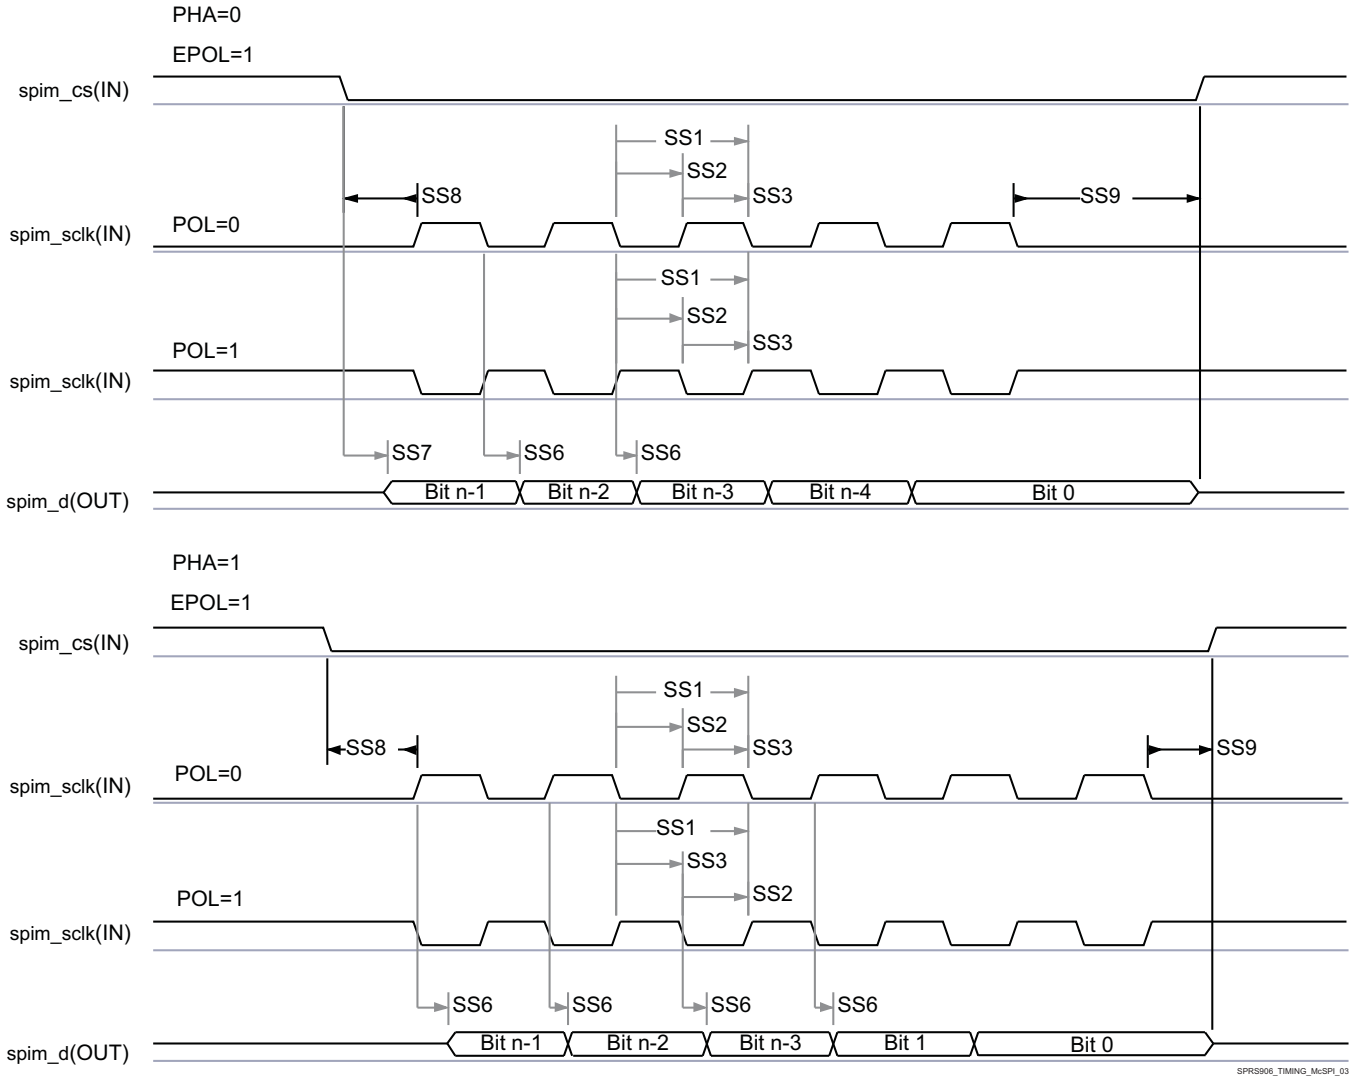 PHA=0
EPOL=1
spim_cs(IN)
SS1
SS2
SS8
SS3
SS9
POL=0
spim_sclk(IN)
SS1
SS2
SS3
POL=1
spim_sclk(IN)
SS7
SS6
SS6
spim_d(OUT)
Bit n-1
Bit n-2
Bit n-3
Bit n-4
Bit 0
PHA=1
EPOL=1
spim_cs(IN)
SS1
SS2
SS8
SS3
SS9
POL=0
spim_sclk(IN)
SS1
SS3
SS2
POL=1
spim_sclk(IN)
SS6
SS6
SS6
SS6
spim_d(OUT)
Bit n-1
Bit n-2
Bit n-3
Bit 1
Bit 0
SPRS906_TIMING_McSPI_03